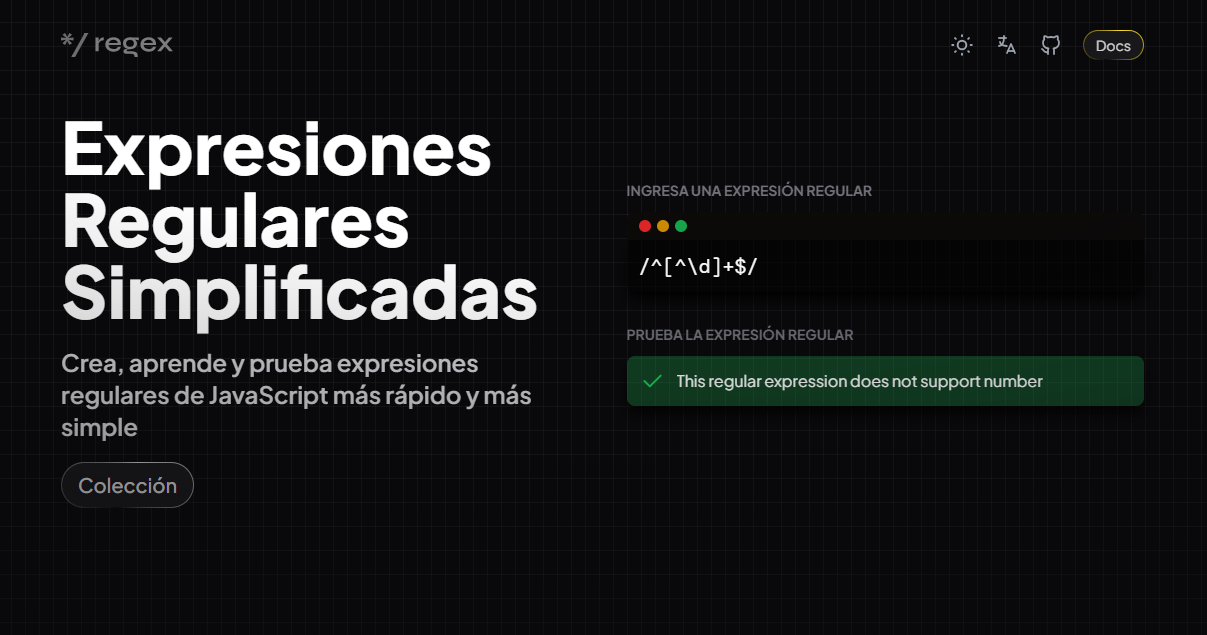 */ regex
Docs
Expresiones
Regulares
Simplificadas
Crea, aprende y prueba expresiones
regulares de JavaScript más rápido y más
simple
Colección
INGRESA UNA EXPRESIÓN REGULAR
/^[^\d]+$/
PRUEBA LA EXPRESIÓN REGULAR
This regular expression does not support number